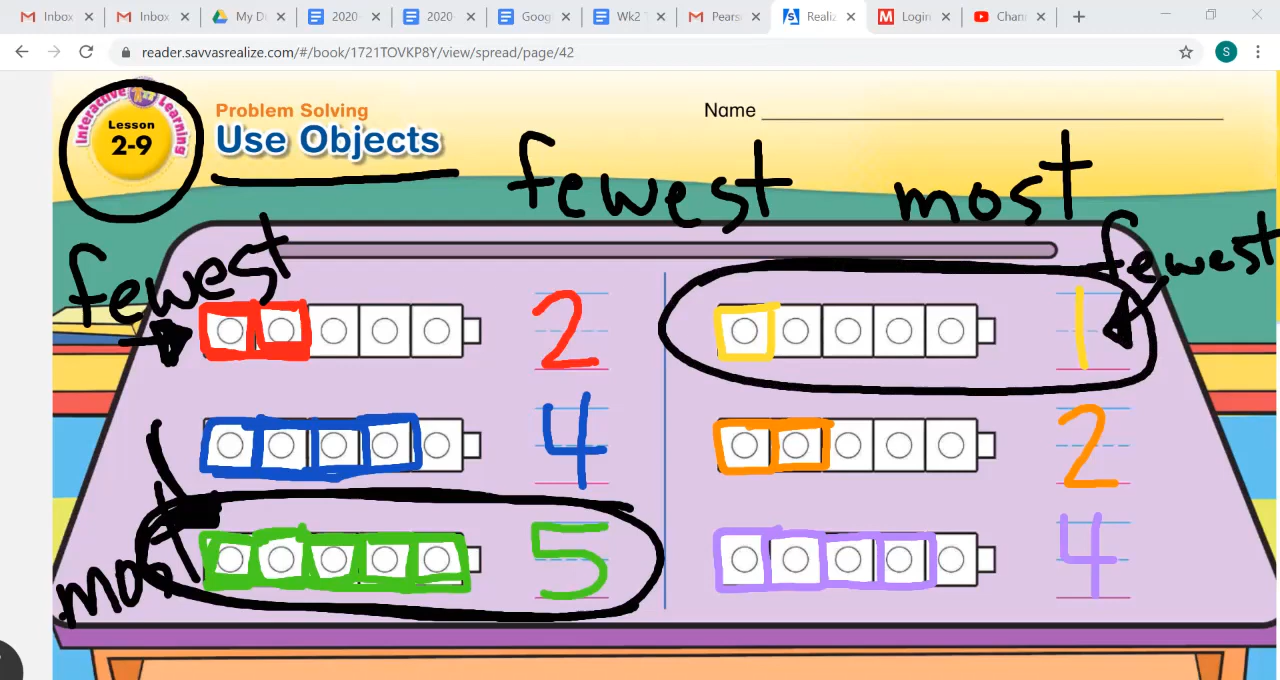 Inbox
Inbox
My Di
2020-
2020-
Goog
Wk2 T
Pears
Realiz
Login
Chan
reader.savvasrealize.com/#/book/1721TOVKP8Y/view/spread/page/42
S
Interactive Learning
Lesson
2-9
Problem Solving
Use Objects
Name
fewest most
fewest
fewest
2
1
4
2
most
5
4